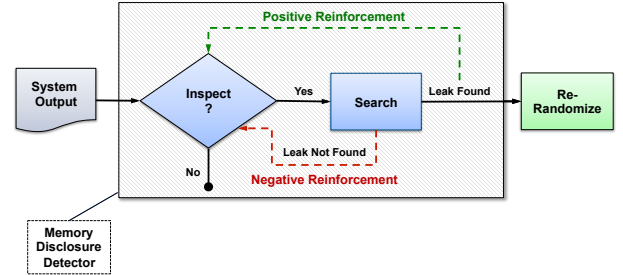 Positive Reinforcement
System
Output
Inspect
?
Yes
Search
Leak Found
Re-
Randomize
Leak Not Found
No
Negative Reinforcement
Memory
Disclosure
Detector